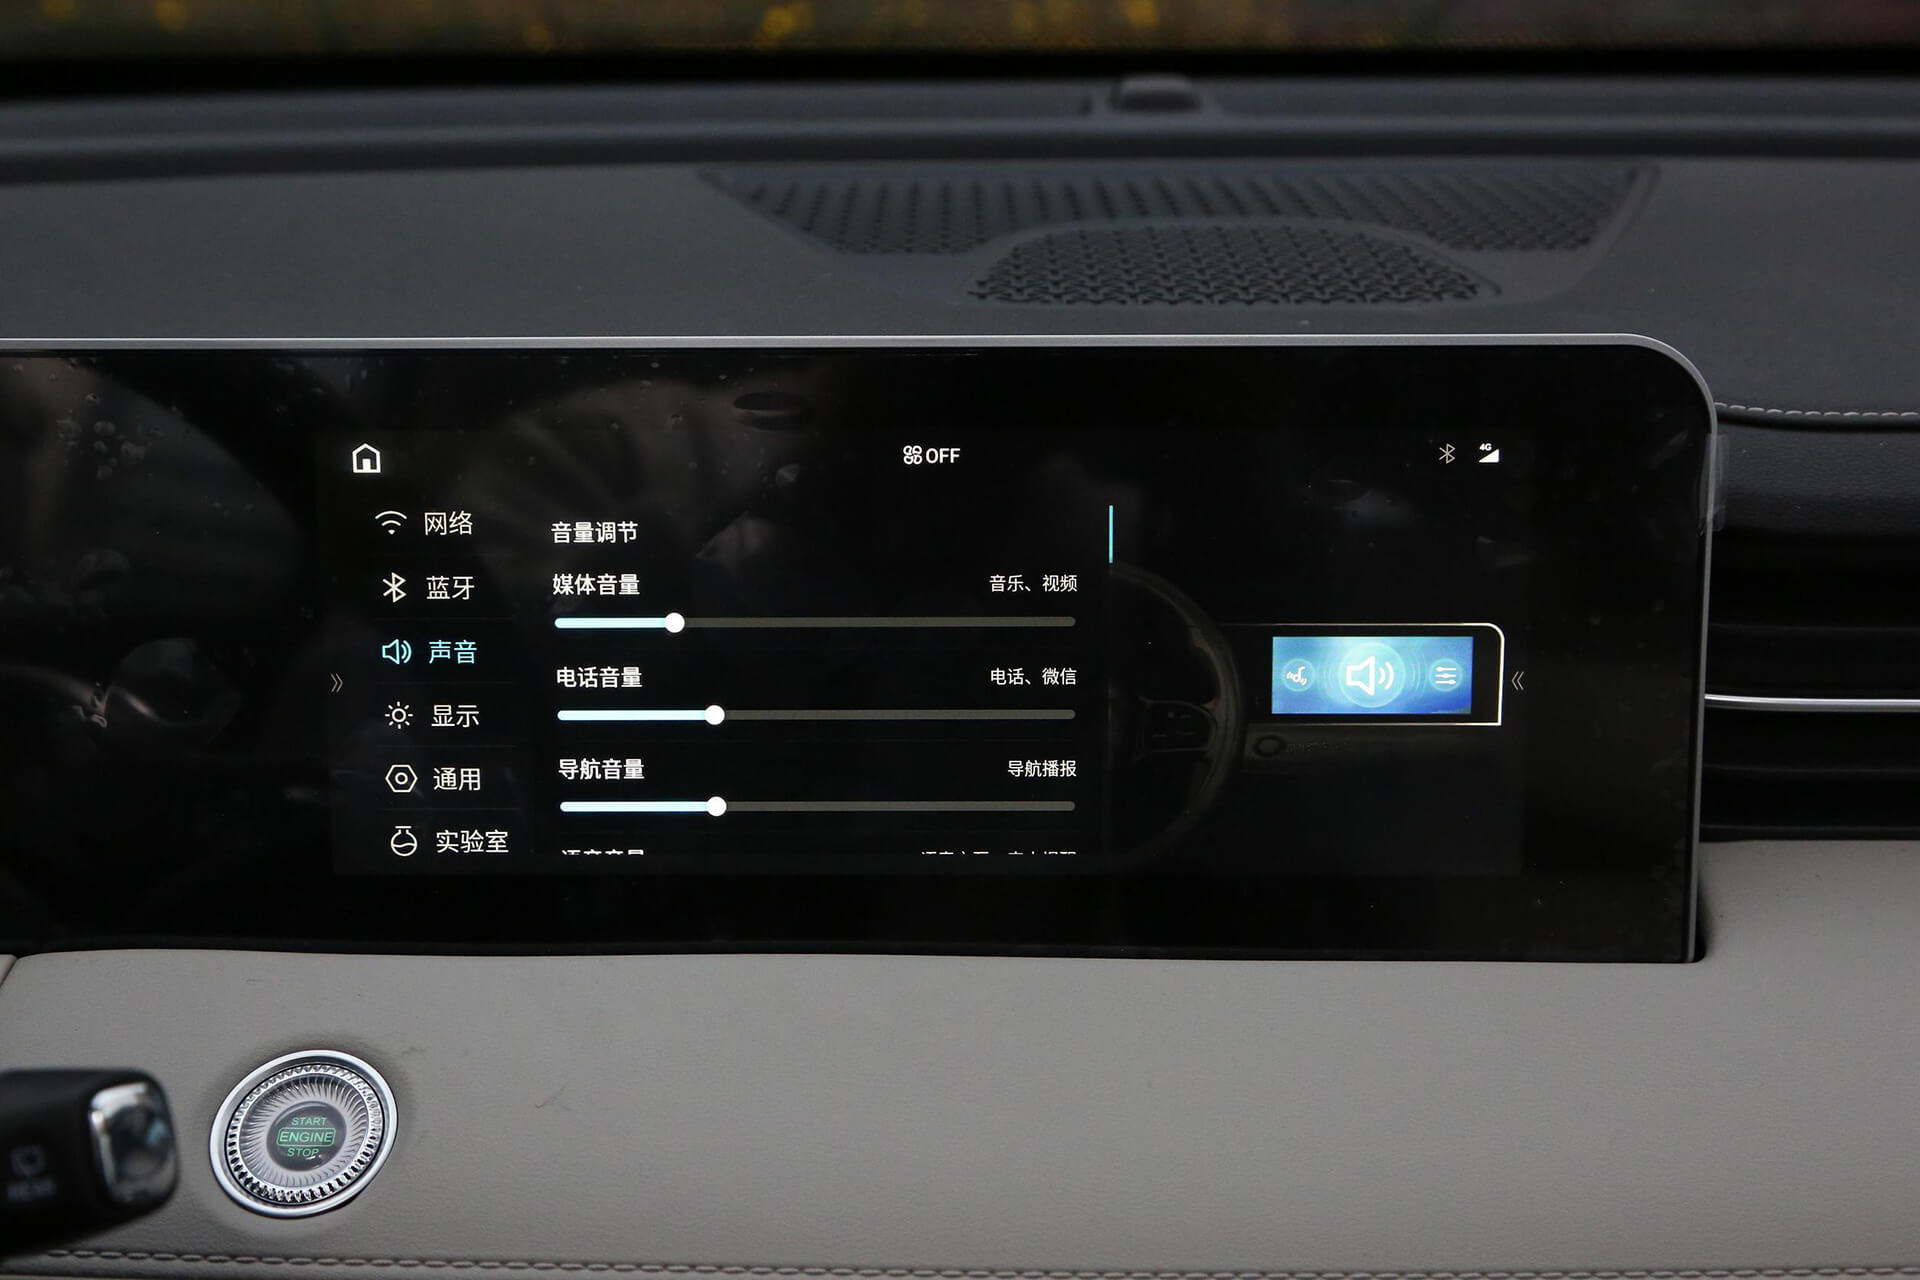 OFF
4G
网络
蓝牙
声音
显示
通用
实验室
音量调节
媒体音量 音乐、视频
电话音量 电话、微信
导航音量 导航播报
START
ENGINE
STOP